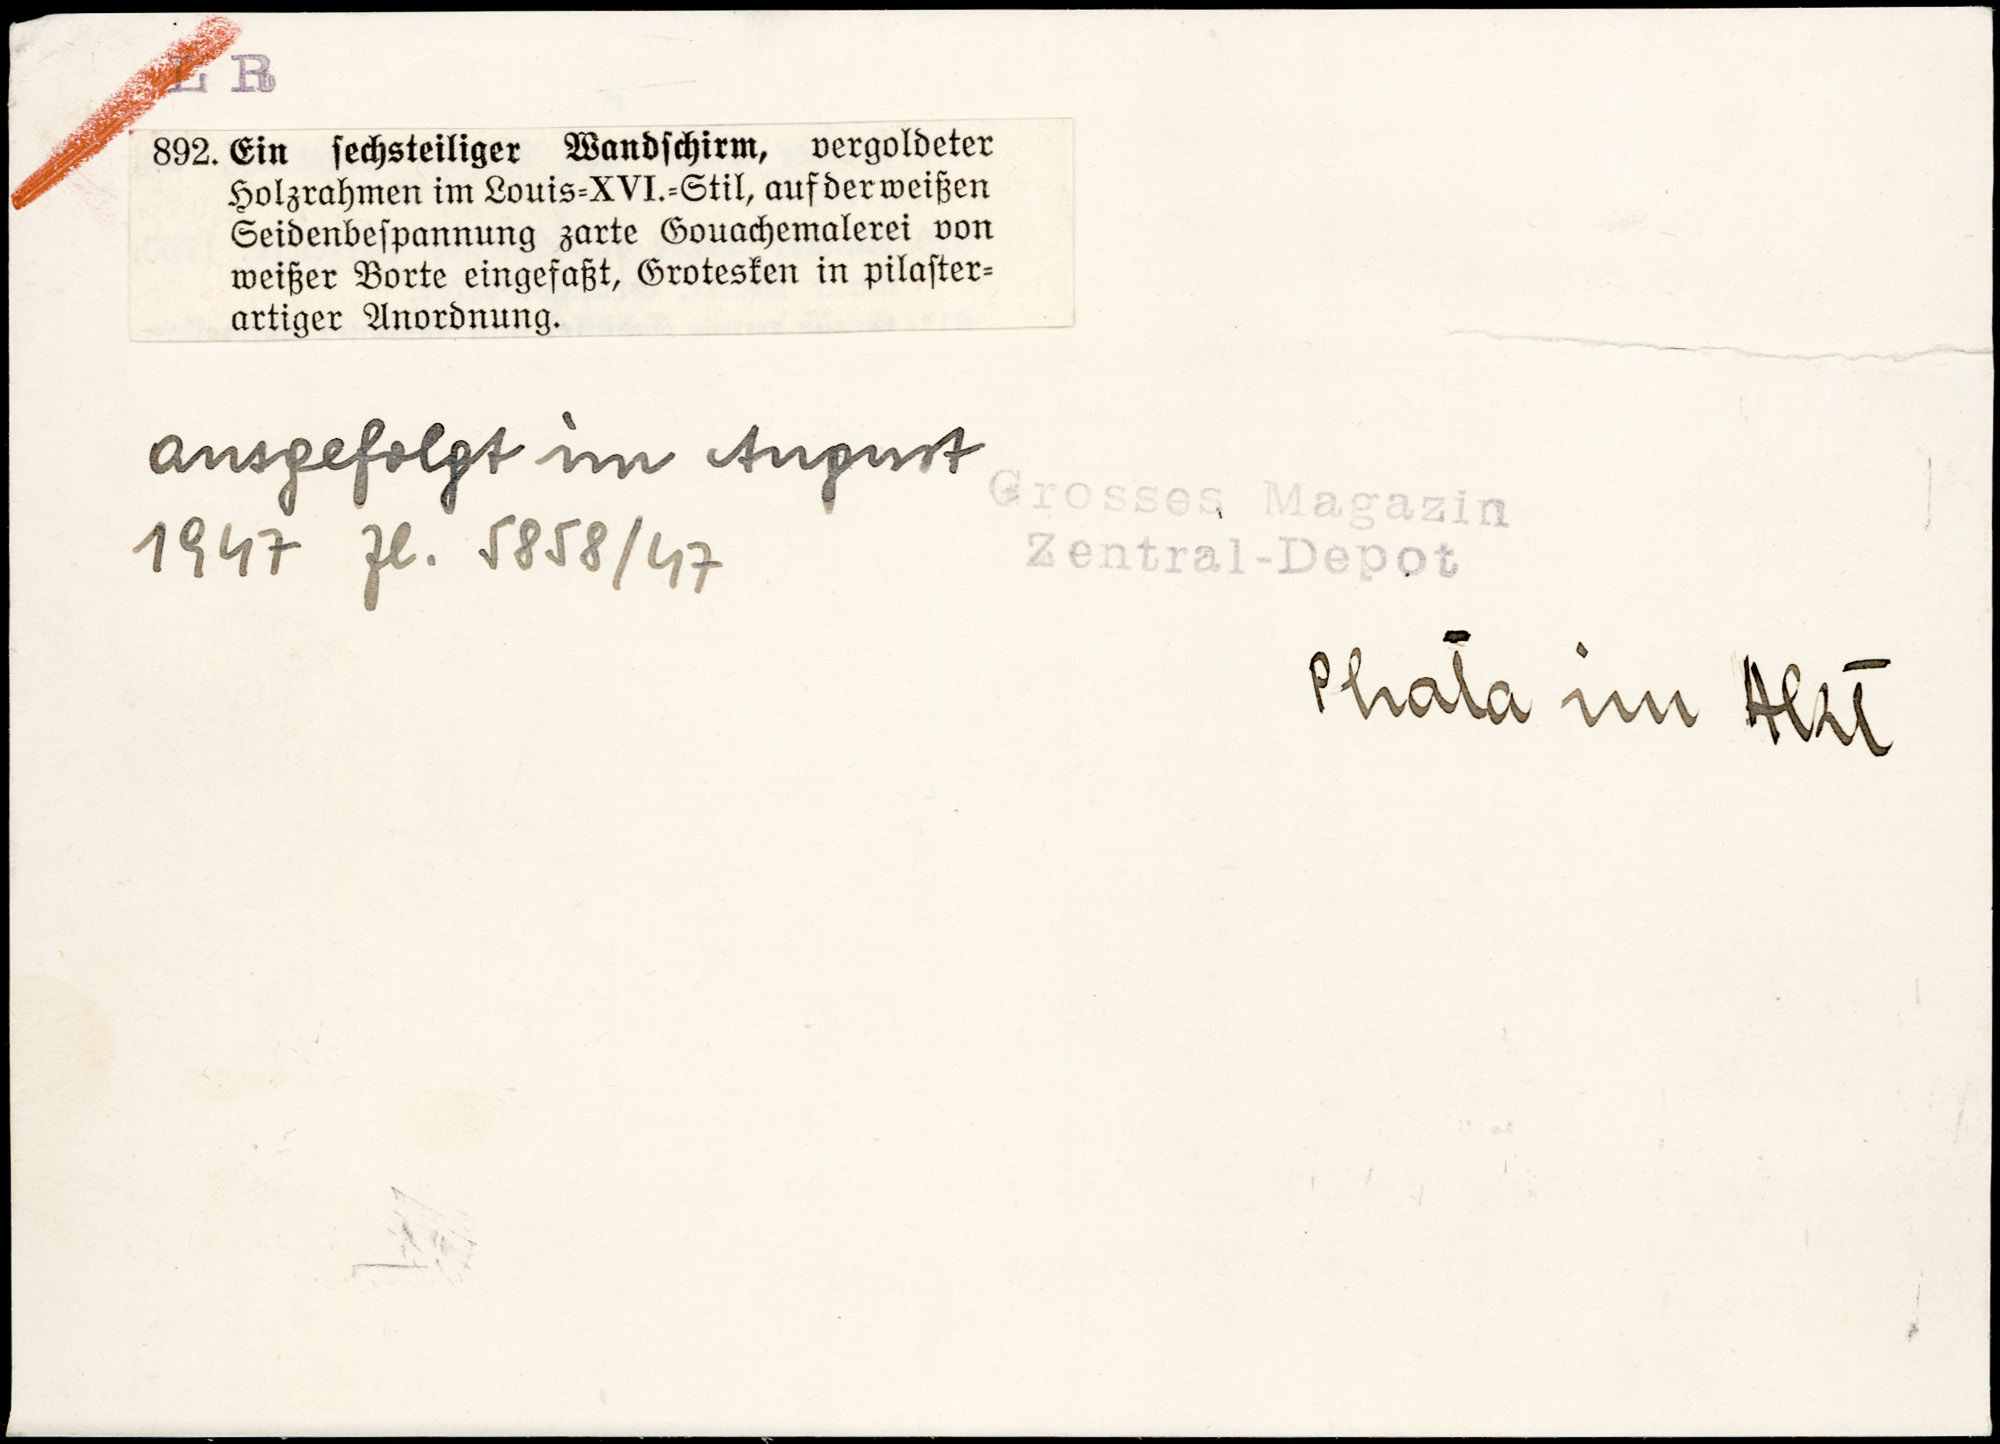 L R
892. Ein sechsteiliger Wandschirm, vergoldeter
Holzrahmen im Louis=XVI.=Stil, auf der weißen
Seidenbespannung zarte Gouachemalerei von
weißer Borte eingefaßt, Grotesken in pilaster=
artiger Anordnung.
ausgefolgt im August
1947 Zl. 5858/47
Grosses Magazin
Zentral-Depot
Photo im Akt